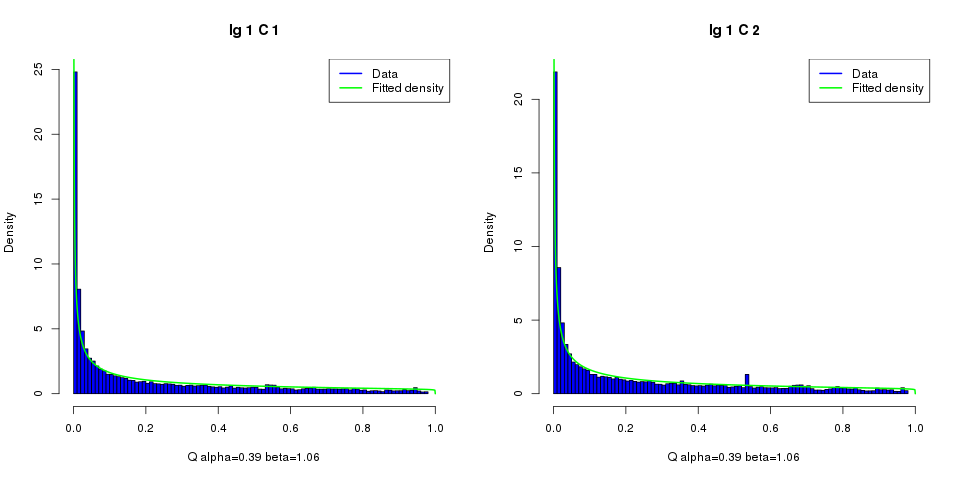 lg 1 C 1
Data
Fitted density
Density
25
20
15
10
5
0
0.0 0.2 0.4 0.6 0.8 1.0
Q alpha=0.39 beta=1.06
lg 1 C 2
Data
Fitted density
Density
20
15
10
5
0
0.0 0.2 0.4 0.6 0.8 1.0
Q alpha=0.39 beta=1.06